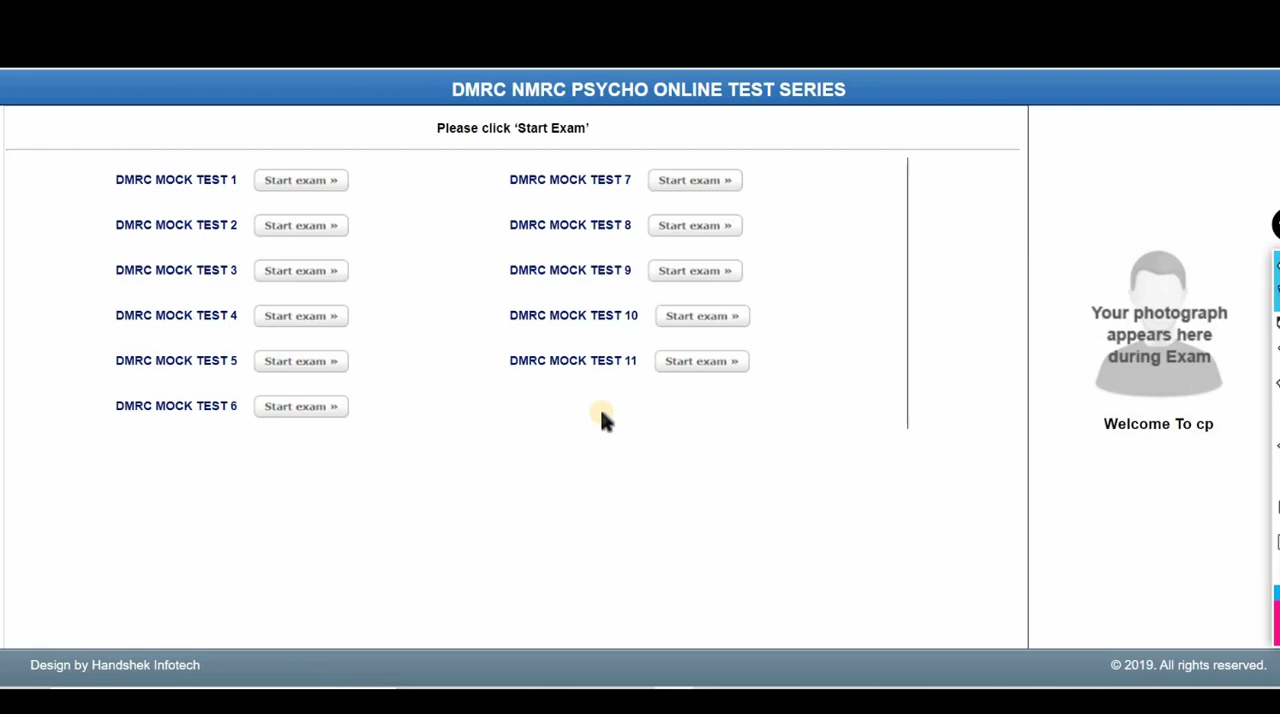 DMRC NMRC PSYCHO ONLINE TEST SERIES
Please click ‘Start Exam’
DMRC MOCK TEST 1 Start exam »
DMRC MOCK TEST 2 Start exam »
DMRC MOCK TEST 3 Start exam »
DMRC MOCK TEST 4 Start exam »
DMRC MOCK TEST 5 Start exam »
DMRC MOCK TEST 6 Start exam »
DMRC MOCK TEST 7 Start exam »
DMRC MOCK TEST 8 Start exam »
DMRC MOCK TEST 9 Start exam »
DMRC MOCK TEST 10 Start exam »
DMRC MOCK TEST 11 Start exam »
Your photograph
appears here
during Exam
Welcome To cp
Design by Handshek Infotech
© 2019. All rights reserved.